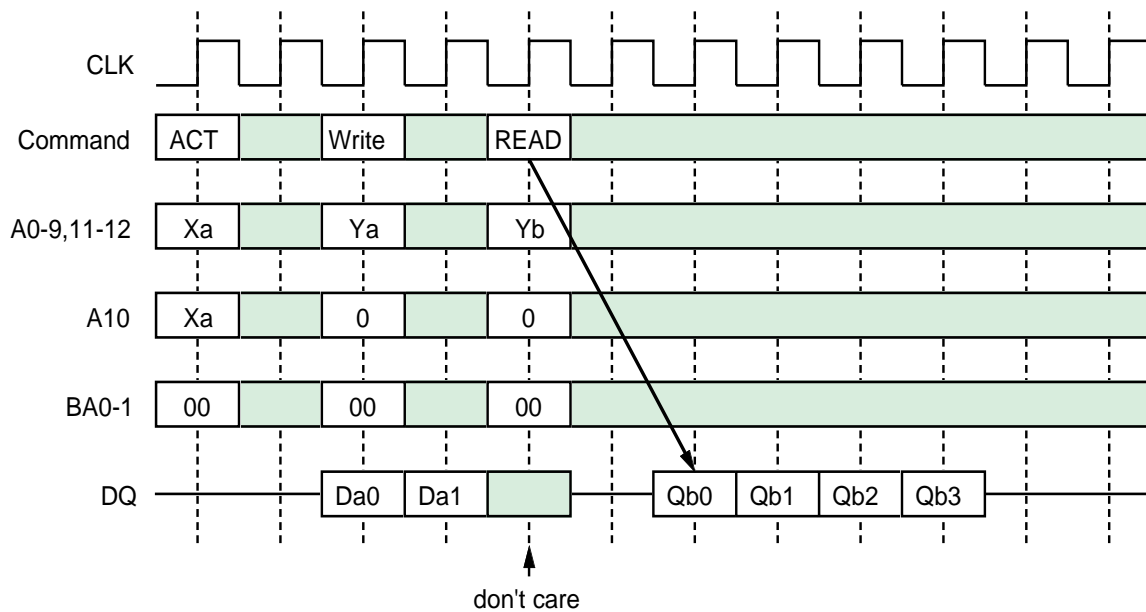 CLK
Command ACT Write READ
A0-9,11-12 Xa Ya Yb
A10 Xa 0 0
BA0-1 00 00 00
DQ Da0 Da1 Qb0 Qb1 Qb2 Qb3
don't care